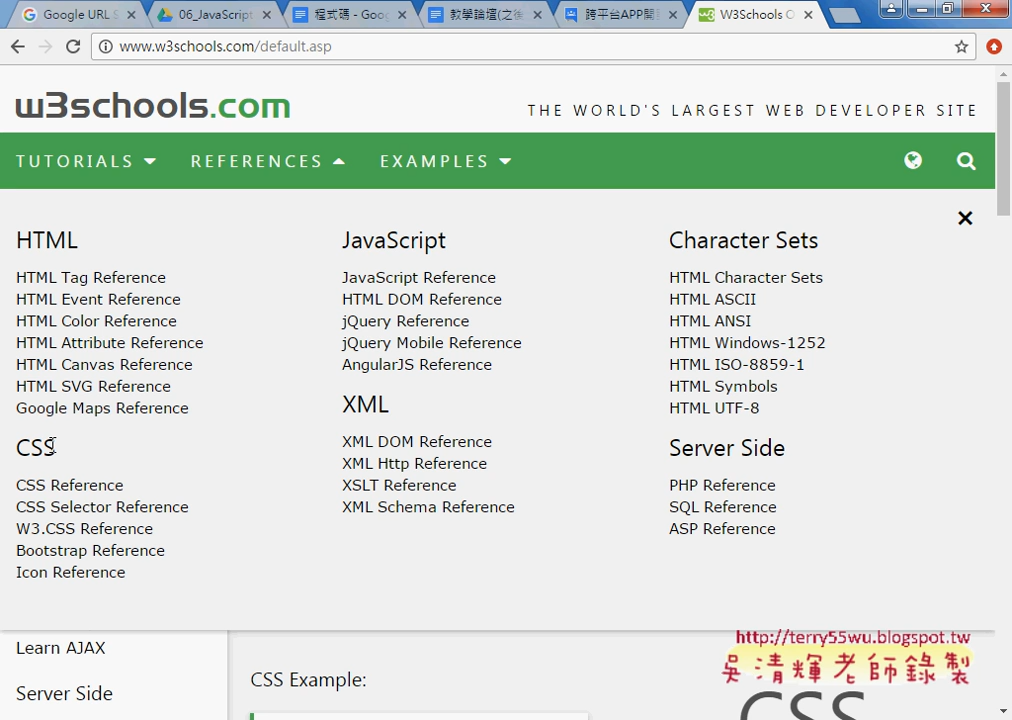 Google URL S
06_JavaScript
程式碼 - Goo
教學論壇(之後
跨平台APP開
W3Schools O
www.w3schools.com/default.asp
w3schools.com
THE WORLD'S LARGEST WEB DEVELOPER SITE
TUTORIALS
REFERENCES
EXAMPLES
HTML
HTML Tag Reference
HTML Event Reference
HTML Color Reference
HTML Attribute Reference
HTML Canvas Reference
HTML SVG Reference
Google Maps Reference
CSS
CSS Reference
CSS Selector Reference
W3.CSS Reference
Bootstrap Reference
Icon Reference
JavaScript
JavaScript Reference
HTML DOM Reference
jQuery Reference
jQuery Mobile Reference
AngularJS Reference
XML
XML DOM Reference
XML Http Reference
XSLT Reference
XML Schema Reference
Character Sets
HTML Character Sets
HTML ASCII
HTML ANSI
HTML Windows-1252
HTML ISO-8859-1
HTML Symbols
HTML UTF-8
Server Side
PHP Reference
SQL Reference
ASP Reference
Learn AJAX
Server Side
CSS Example:
http://terry55wu.blogspot.tw
吳清輝老師錄製
CSS